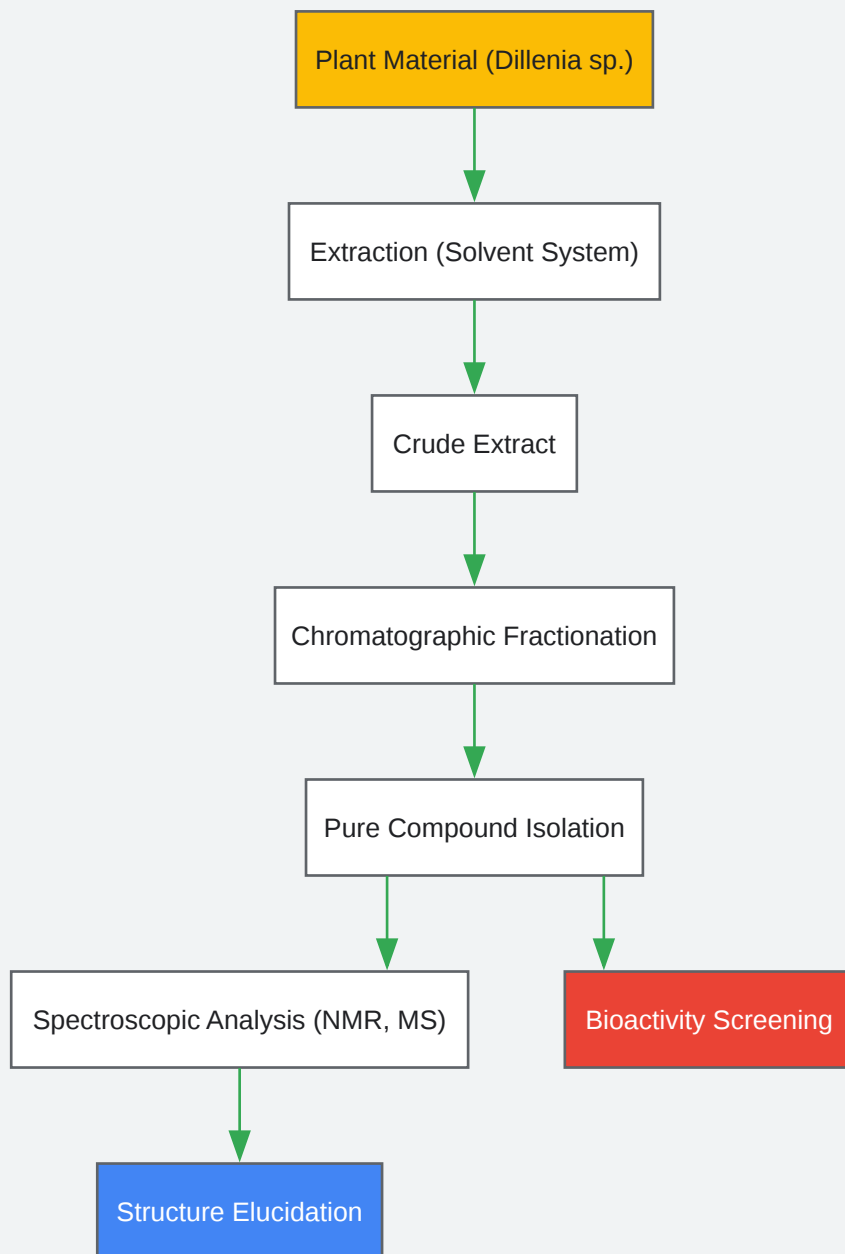 Plant Material (Dillenia sp.)
Extraction (Solvent System)
Crude Extract
Chromatographic Fractionation
Pure Compound Isolation
Spectroscopic Analysis (NMR, MS)
Bioactivity Screening
Structure Elucidation